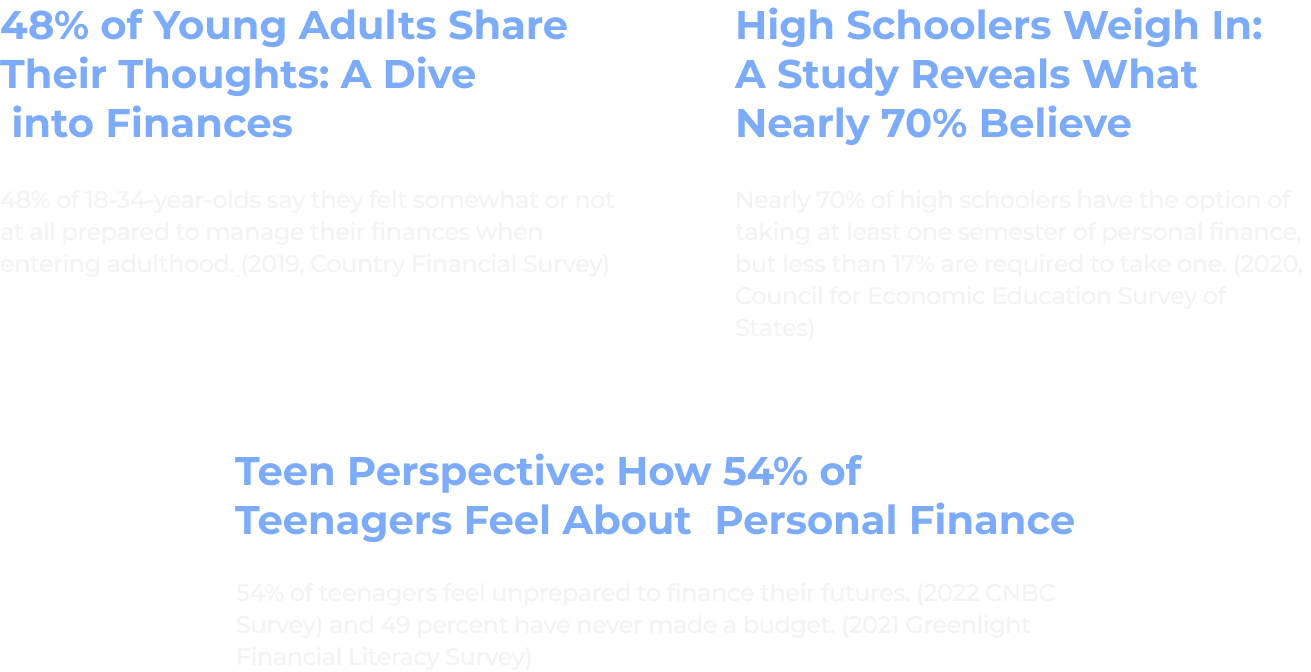 48% of Young Adults Share
Their Thoughts: A Dive
into Finances
48% of 18-34-year-olds say they felt somewhat or not
at all prepared to manage their finances when
entering adulthood. (2019, Country Financial Survey)
High Schoolers Weigh In:
A Study Reveals What
Nearly 70% Believe
Nearly 70% of high schoolers have the option of
taking at least one semester of personal finance,
but less than 17% are required to take one. (2020,
Council for Economic Education Survey of
States)
Teen Perspective: How 54% of
Teenagers Feel About  Personal Finance
54% of teenagers feel unprepared to finance their futures. (2022 CNBC
Survey) and 49 percent have never made a budget. (2021 Greenlight
Financial Literacy Survey)